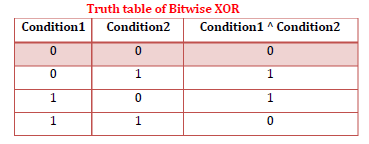 Truth table of Bitwise XOR
Condition1 Condition2 Condition1 ^ Condition2
0 0 0
0 1 1
1 0 1
1 1 0